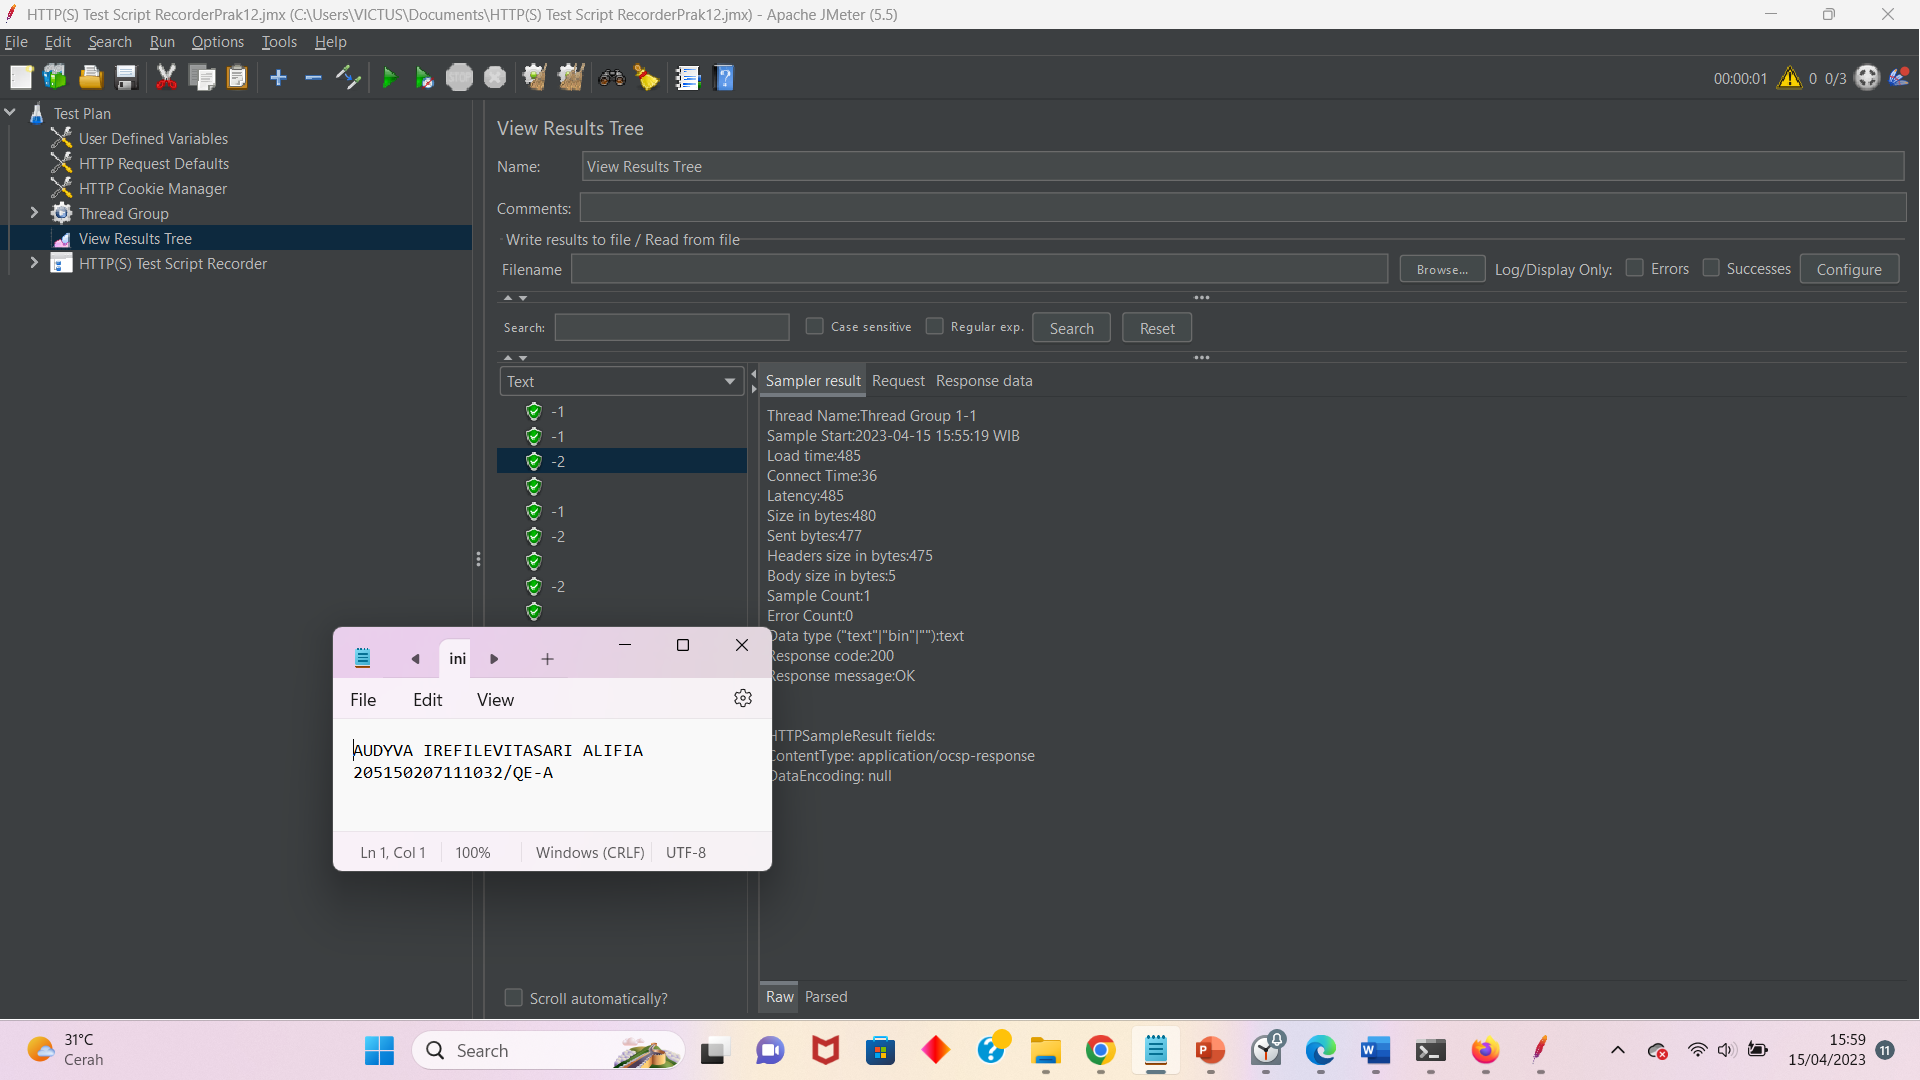 HTTP(S) Test Script RecorderPrak12.jmx (C:\Users\VICTUS\Documents\HTTP(S) Test Script RecorderPrak12.jmx) - Apache JMeter (5.5)
File Edit Search Run Options Tools Help
STOP
00:00:01 0 0/3
Test Plan
User Defined Variables
HTTP Request Defaults
HTTP Cookie Manager
Thread Group
View Results Tree
HTTP(S) Test Script Recorder
View Results Tree
Name: View Results Tree
Comments:
Write results to file / Read from file
Filename Browse... Log/Display Only: Errors Successes Configure
Search: Case sensitive Regular exp. Search Reset
Text
-1
-1
-2
-1
-2
-2
Scroll automatically?
Sampler result Request Response data
Thread Name:Thread Group 1-1
Sample Start:2023-04-15 15:55:19 WIB
Load time:485
Connect Time:36
Latency:485
Size in bytes:480
Sent bytes:477
Headers size in bytes:475
Body size in bytes:5
Sample Count:1
Error Count:0
Data type ("text"|"bin"|""):text
Response code:200
Response message:OK
HTTPSampleResult fields:
ContentType: application/ocsp-response
DataEncoding: null
Raw Parsed
ini
File Edit View
AUDYVA IREFILEVITASARI ALIFIA
205150207111032/QE-A
Ln 1, Col 1 100% Windows (CRLF) UTF-8
31°C
Cerah
Search
15:59
15/04/2023
11